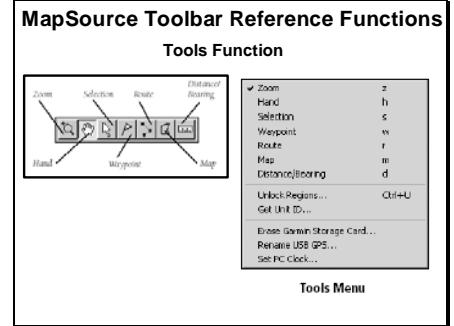 MapSource Toolbar Reference Functions
Tools Function
Zoom Selection Route Distance/
Bearing
Hand Waypoint Map
✓ Zoom z
Hand h
Selection s
Waypoint w
Route r
Map m
Distance/Bearing d
Unlock Regions... Ctrl+U
Get Unit ID...
Erase Garmin Storage Card...
Rename USB GPS...
Set PC Clock...
Tools Menu